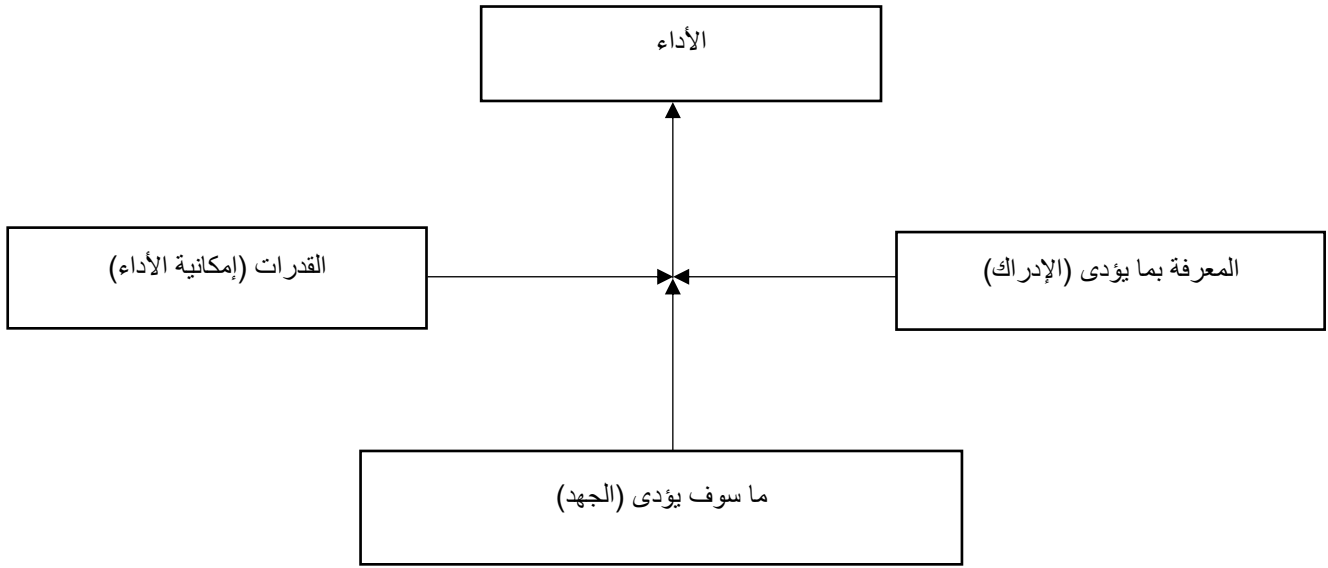 الأداء
المعرفة بما يؤدى (الإدراك)
القدرات (إمكانية الأداء)
ما سوف يؤدى (الجهد)